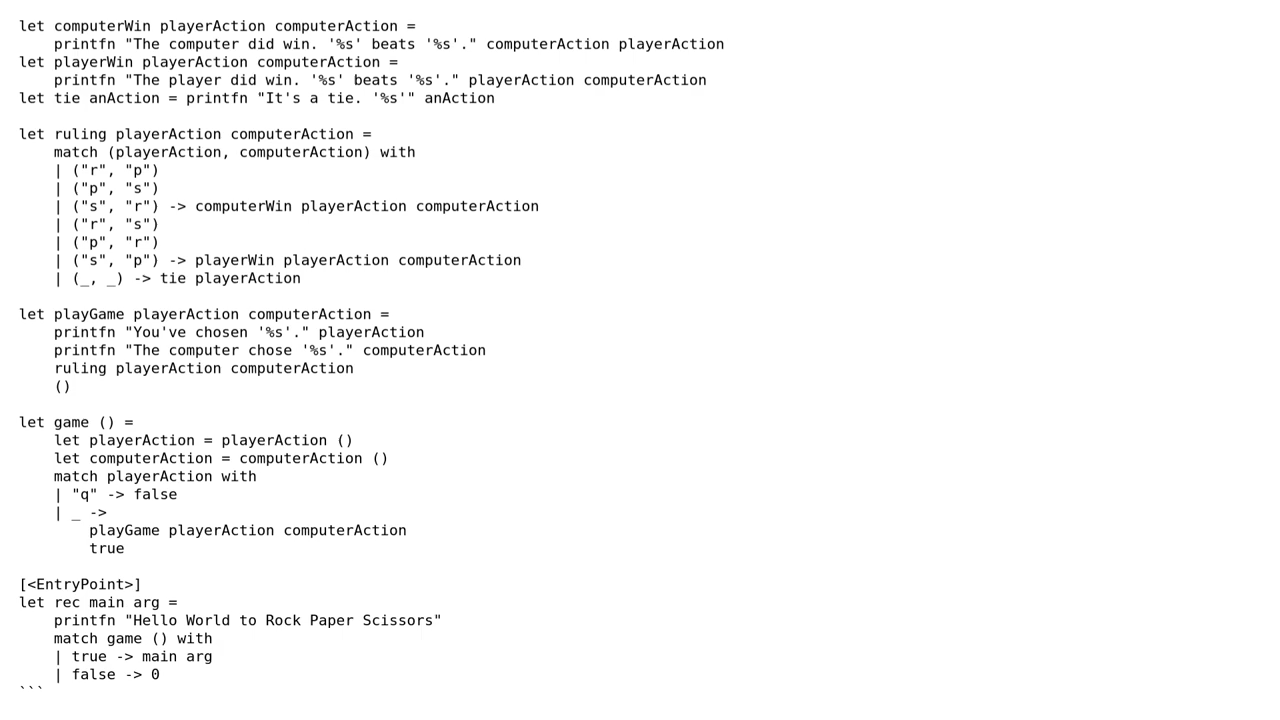 let computerWin playerAction computerAction =
    printfn "The computer did win. '%s' beats '%s'." computerAction playerAction
let playerWin playerAction computerAction =
    printfn "The player did win. '%s' beats '%s'." playerAction computerAction
let tie anAction = printfn "It's a tie. '%s'" anAction

let ruling playerAction computerAction =
    match (playerAction, computerAction) with
    | ("r", "p")
    | ("p", "s")
    | ("s", "r") -> computerWin playerAction computerAction
    | ("r", "s")
    | ("p", "r")
    | ("s", "p") -> playerWin playerAction computerAction
    | (_, _) -> tie playerAction

let playGame playerAction computerAction =
    printfn "You've chosen '%s'." playerAction
    printfn "The computer chose '%s'." computerAction
    ruling playerAction computerAction
    ()

let game () =
    let playerAction = playerAction ()
    let computerAction = computerAction ()
    match playerAction with
    | "q" -> false
    | _ ->
        playGame playerAction computerAction
        true

[<EntryPoint>]
let rec main arg =
    printfn "Hello World to Rock Paper Scissors"
    match game () with
    | true -> main arg
    | false -> 0
```